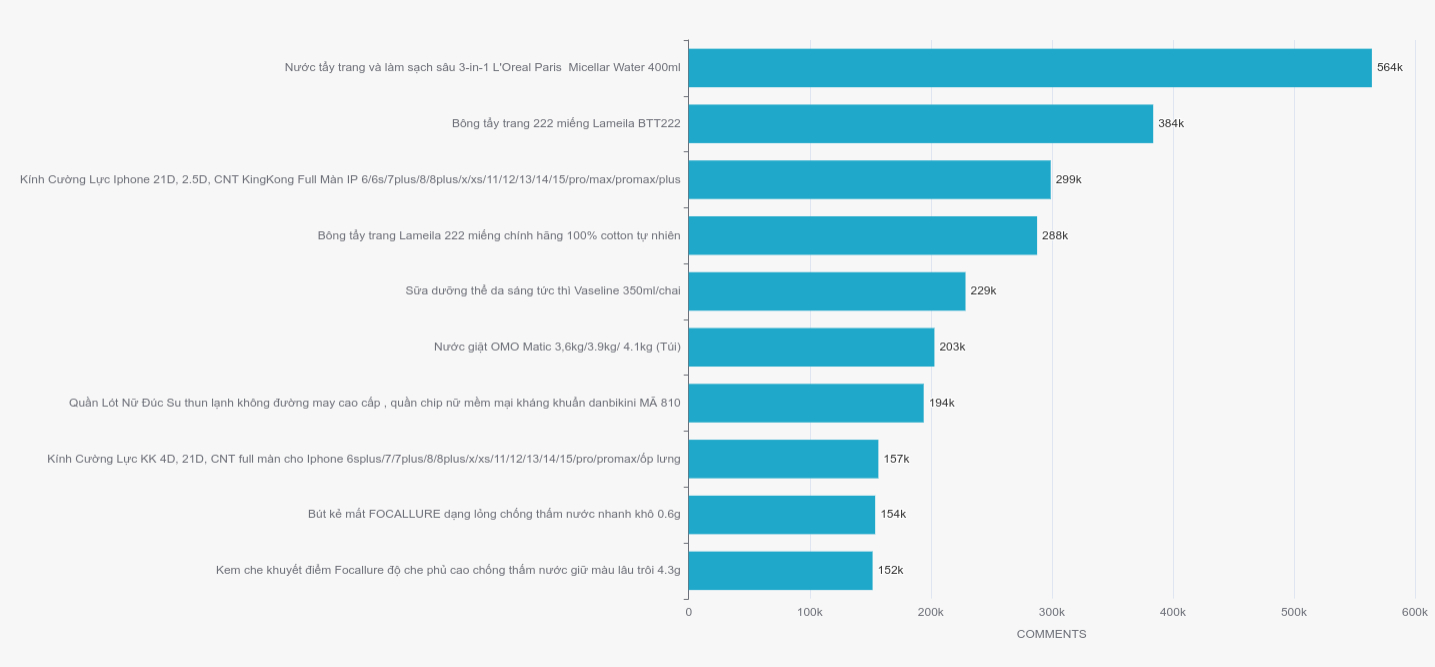 Nước tẩy trang và làm sạch sâu 3-in-1 L'Oreal Paris  Micellar Water 400ml 564k
Bông tẩy trang 222 miếng Lameila BTT222 384k
Kính Cường Lực Iphone 21D, 2.5D, CNT KingKong Full Màn IP 6/6s/7plus/8/8plus/x/xs/11/12/13/14/15/pro/max/promax/plus 299k
Bông tẩy trang Lameila 222 miếng chính hãng 100% cotton tự nhiên 288k
Sữa dưỡng thể da sáng tức thì Vaseline 350ml/chai 229k
Nước giặt OMO Matic 3,6kg/3.9kg/ 4.1kg (Túi) 203k
Quần Lót Nữ Đúc Su thun lạnh không đường may cao cấp , quần chip nữ mềm mại kháng khuẩn danbikini MÃ 810 194k
Kính Cường Lực KK 4D, 21D, CNT full màn cho Iphone 6splus/7/7plus/8/8plus/x/xs/11/12/13/14/15/pro/promax/ốp lưng 157k
Bút kẻ mắt FOCALLURE dạng lỏng chống thấm nước nhanh khô 0.6g 154k
Kem che khuyết điểm Focallure độ che phủ cao chống thấm nước giữ màu lâu trôi 4.3g 152k
0 100k 200k 300k 400k 500k 600k
COMMENTS